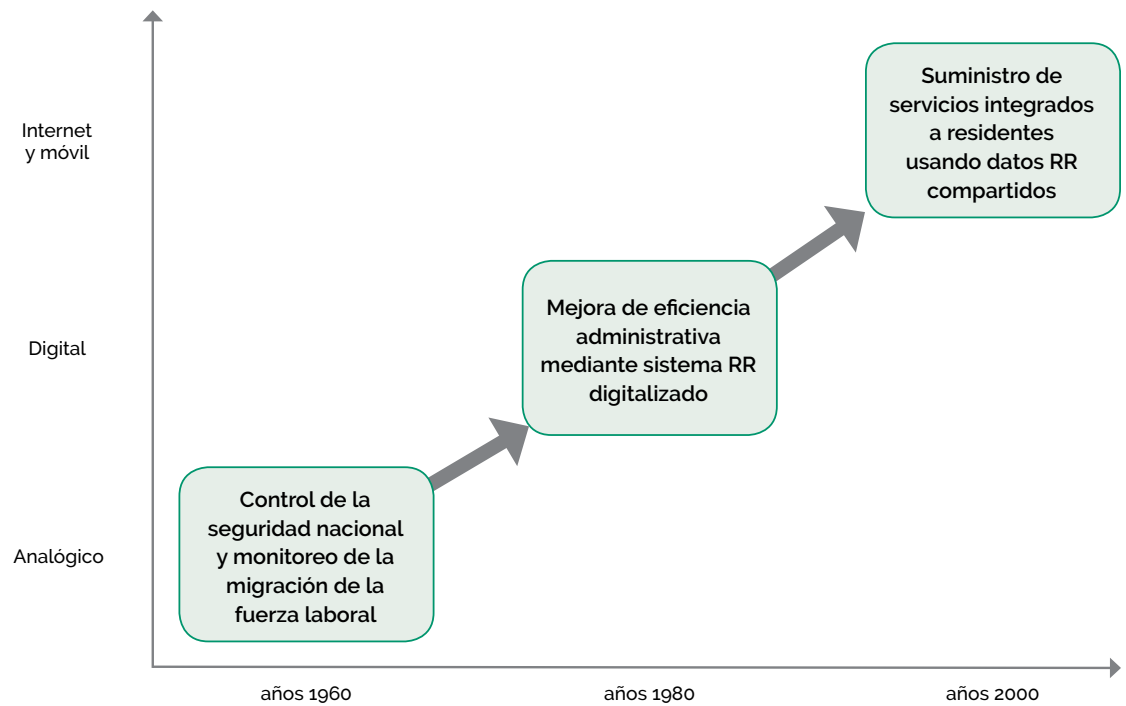 Internet
y móvil
Suministro de
servicios integrados
a residentes
usando datos RR
compartidos
Digital
Mejora de eficiencia
administrativa
mediante sistema RR
digitalizado
Analógico
Control de la
seguridad nacional
y monitoreo de la
migración de la
fuerza laboral
años 1960
años 1980
años 2000